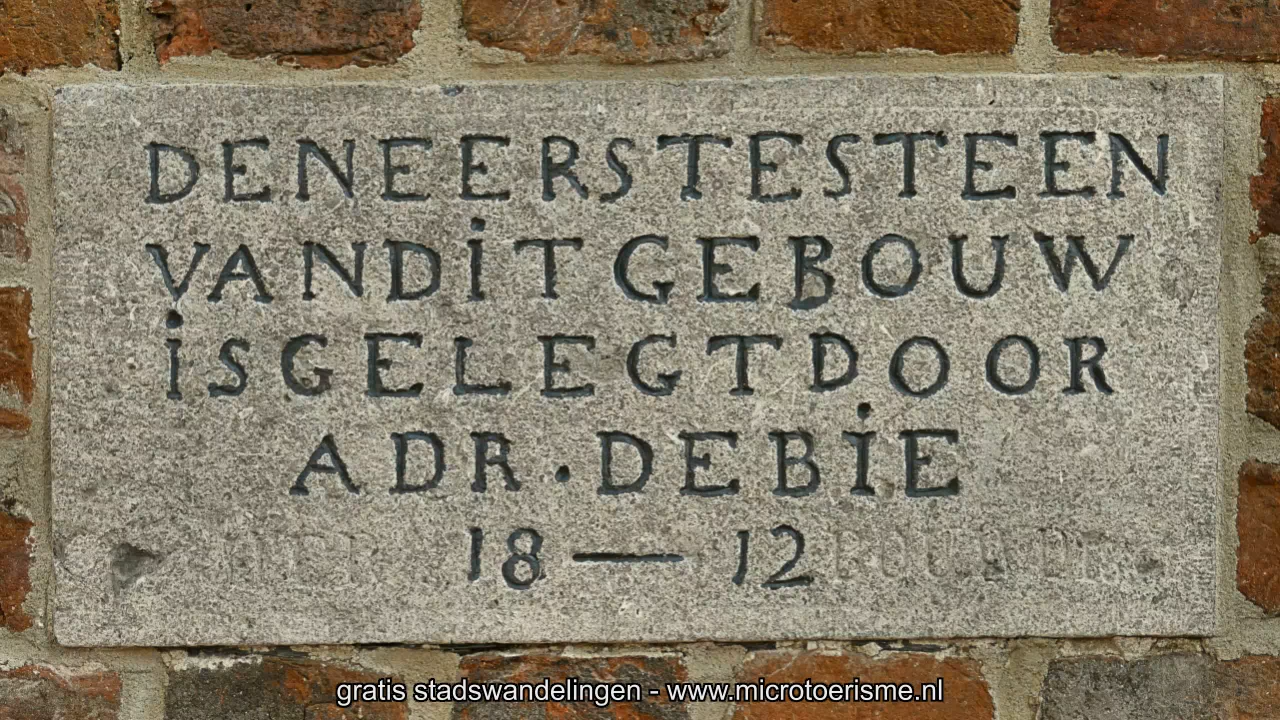 DENEERSTESTEEN
VANDiTGEBOUW
iSGELEGTDOOR
ADR · DEBiE
18 — 12
gratis stadswandelingen - www.microtoerisme.nl